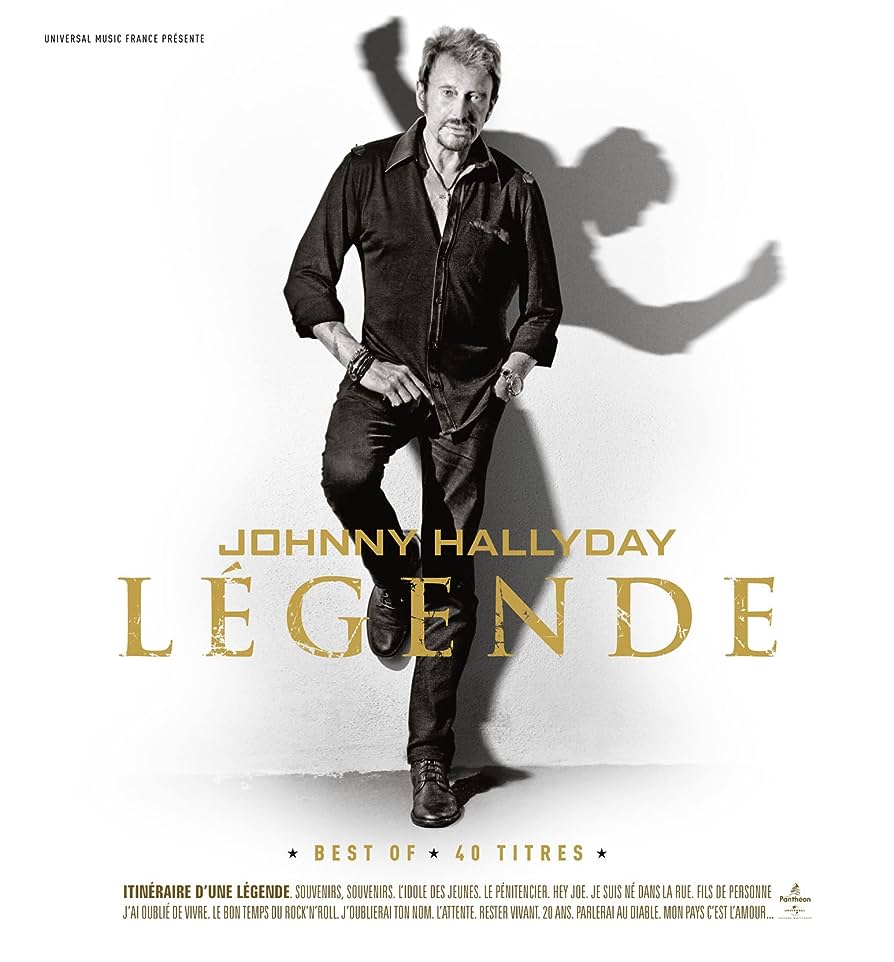 UNIVERSAL MUSIC FRANCE PRÉSENTE
JOHNNY HALLYDAY
LÉGENDE
★ BEST OF ★ 40 TITRES ★
ITINÉRAIRE D'UNE LÉGENDE. SOUVENIRS, SOUVENIRS. L'IDOLE DES JEUNES. LE PÉNITENCIER. HEY JOE. JE SUIS NÉ DANS LA RUE. FILS DE PERSONNE
J'AI OUBLIÉ DE VIVRE. LE BON TEMPS DU ROCK'N'ROLL. J'OUBLIERAI TON NOM. L'ATTENTE. RESTER VIVANT. 20 ANS. PARLERAI AU DIABLE. MON PAYS C'EST L'AMOUR...
Panthéon
UNIVERSAL